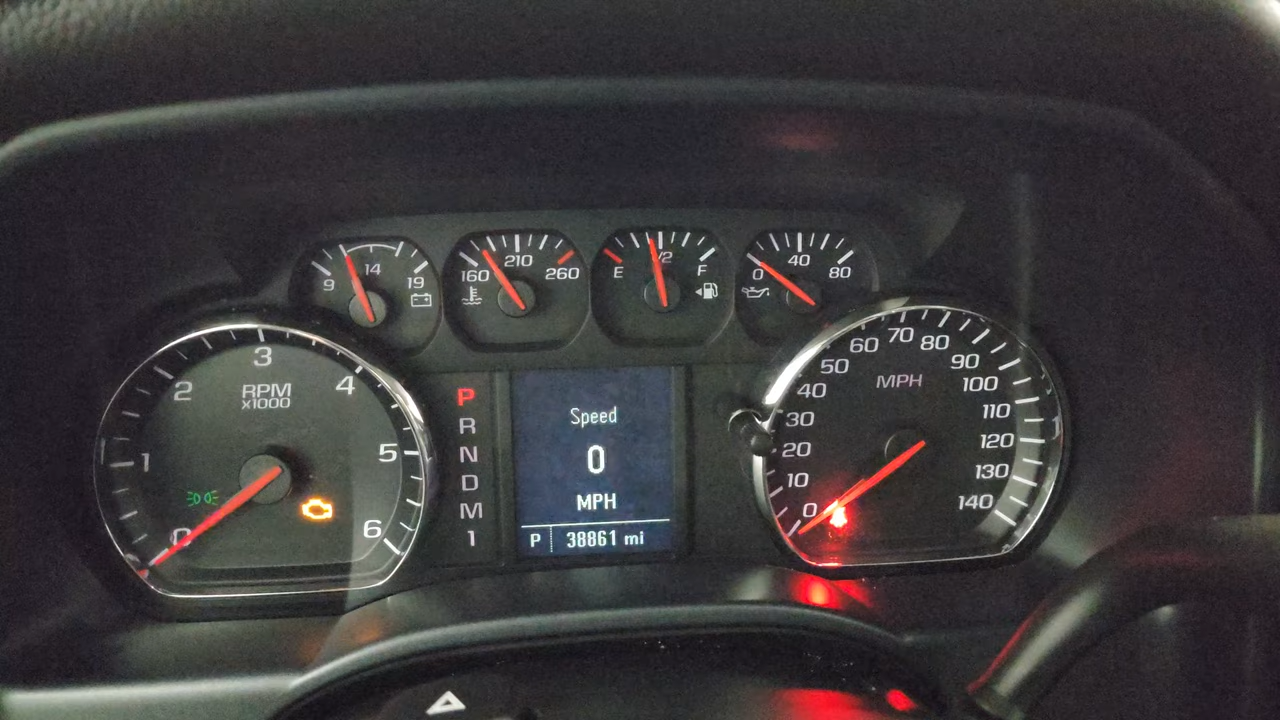 9 14 19
160 210 260
E 1/2 F
0 40 80
0 1 2 3 4 5 6
RPM
x1000
P
R
N
D
M
1
Speed
0
MPH
P 38861 mi
0 10 20 30 40 50 60 70 80 90 100 110 120 130 140
MPH